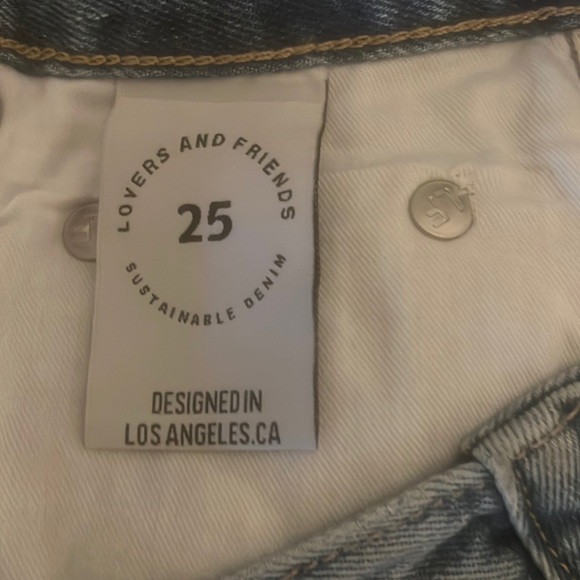 LOVERS AND FRIENDS
25
SUSTAINABLE DENIM
DESIGNED IN
LOS ANGELES.CA